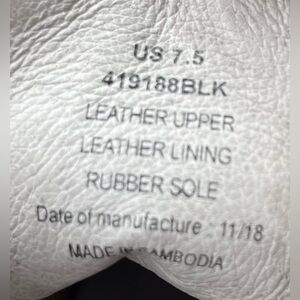 US 7.5
419188BLK
LEATHER UPPER
LEATHER LINING
RUBBER SOLE
Date of manufacture : 11/18
MADE IN CAMBODIA